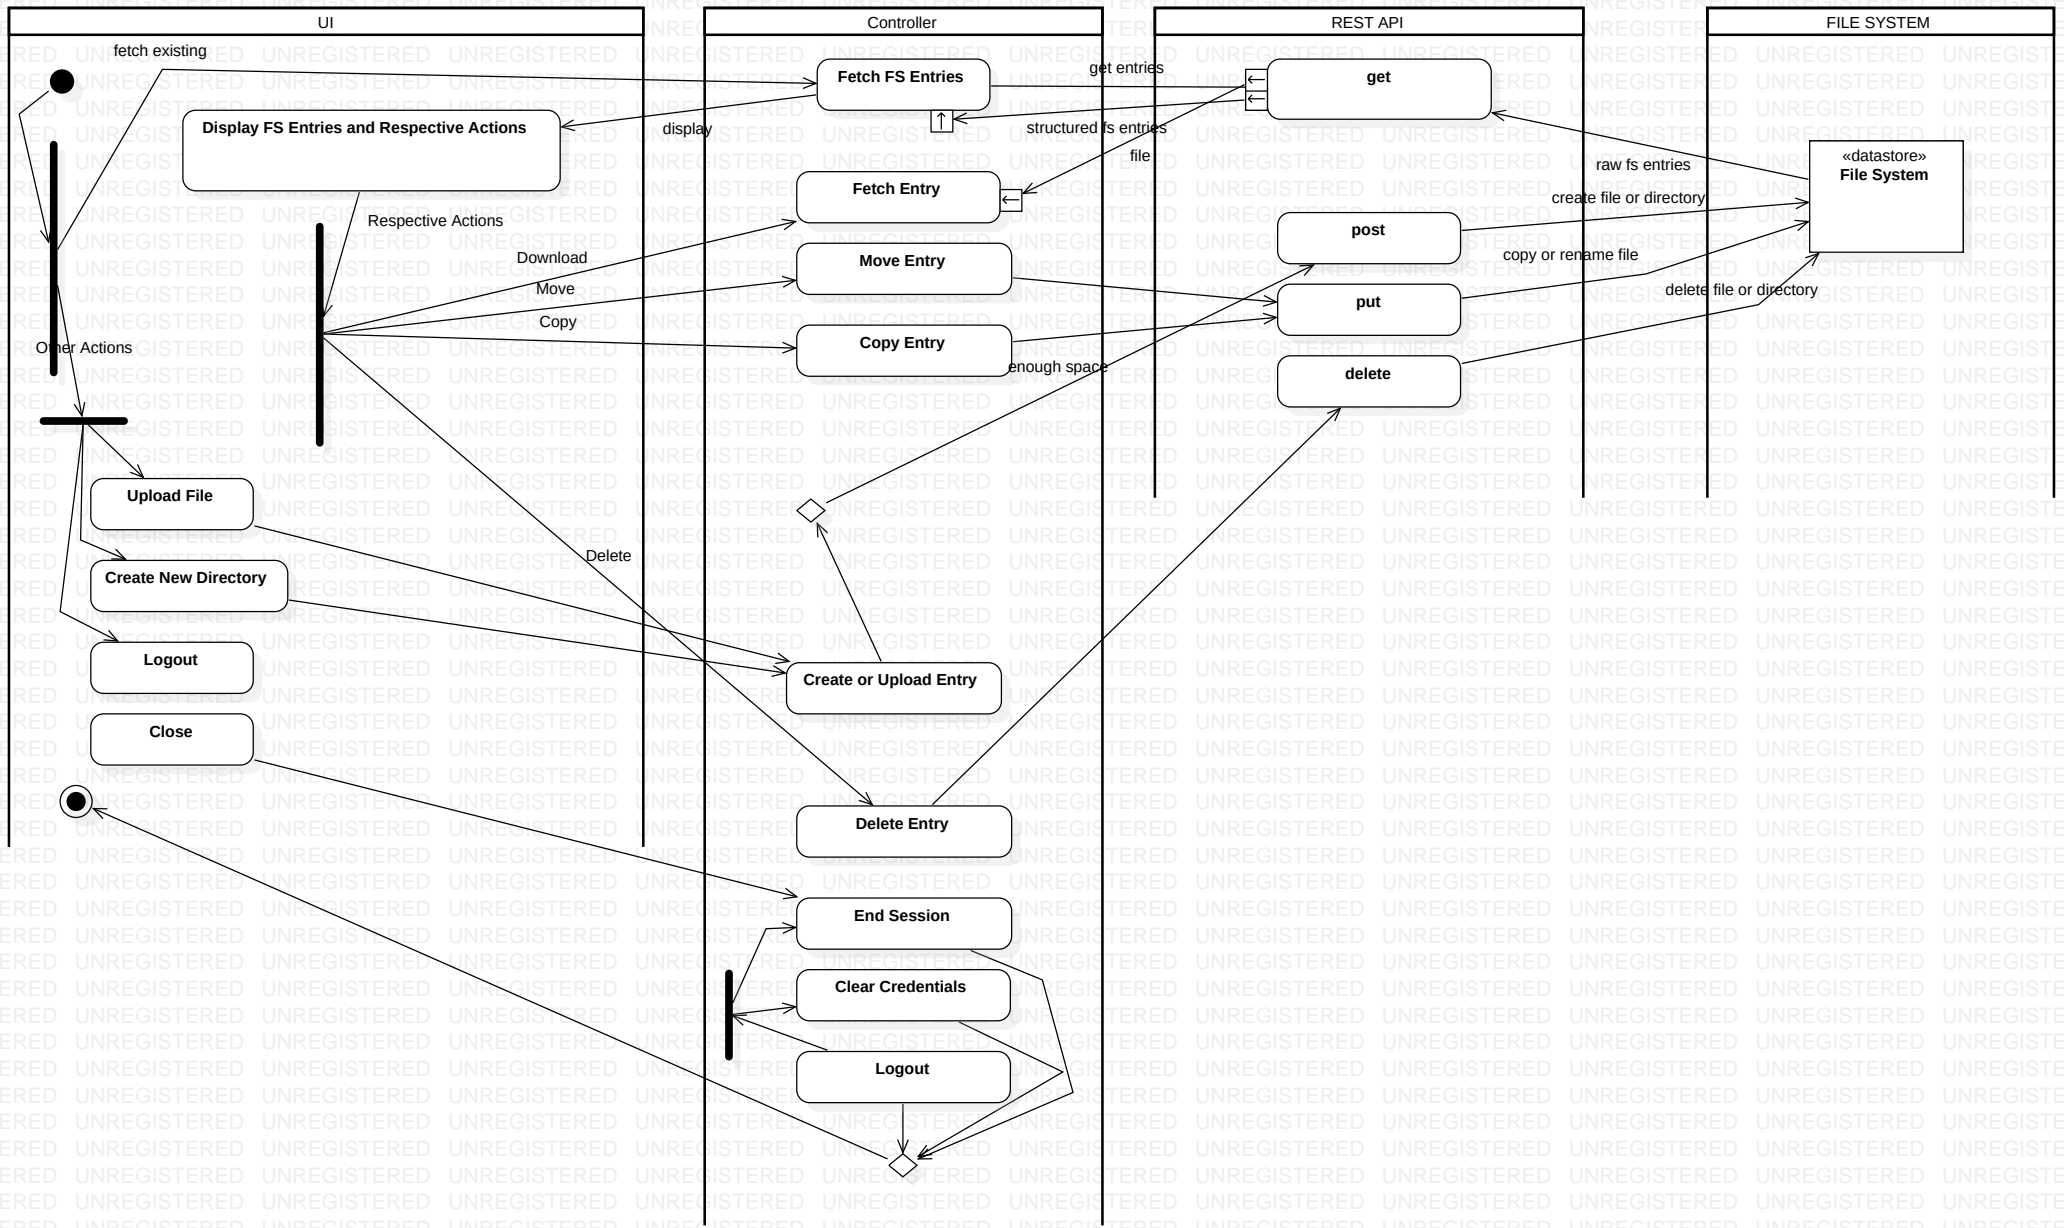 UI
Controller
REST API
FILE SYSTEM
fetch existing
Fetch FS Entries
get entries
get
Display FS Entries and Respective Actions
display
structured fs entries
file
raw fs entries
«datastore»
File System
Fetch Entry
create file or directory
Respective Actions
post
Download
Move Entry
copy or rename file
Move
put
delete file or directory
Copy
Copy Entry
Other Actions
enough space
delete
Upload File
Delete
Create New Directory
Logout
Create or Upload Entry
Close
Delete Entry
End Session
Clear Credentials
Logout
UNREGISTERED